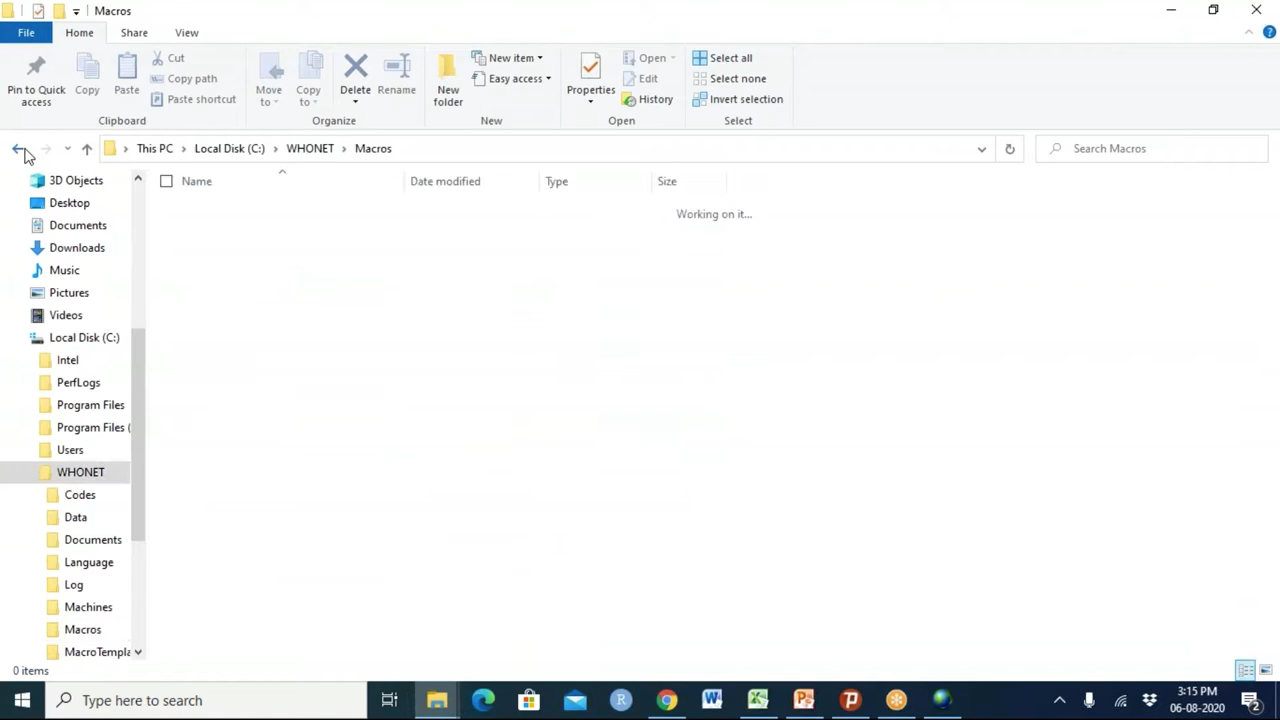 Macros
File Home Share View
Pin to Quick access
Copy
Paste
Cut
Copy path
Paste shortcut
Clipboard
Move to
Copy to
Delete
Rename
Organize
New folder
New item
Easy access
New
Properties
Open
Edit
History
Open
Select all
Select none
Invert selection
Select
This PC > Local Disk (C:) > WHONET > Macros
Search Macros
3D Objects
Desktop
Documents
Downloads
Music
Pictures
Videos
Local Disk (C:)
Intel
PerfLogs
Program Files
Program Files (
Users
WHONET
Codes
Data
Documents
Language
Log
Machines
Macros
MacroTempla
Name Date modified Type Size
Working on it...
0 items
Type here to search
3:15 PM
06-08-2020
2